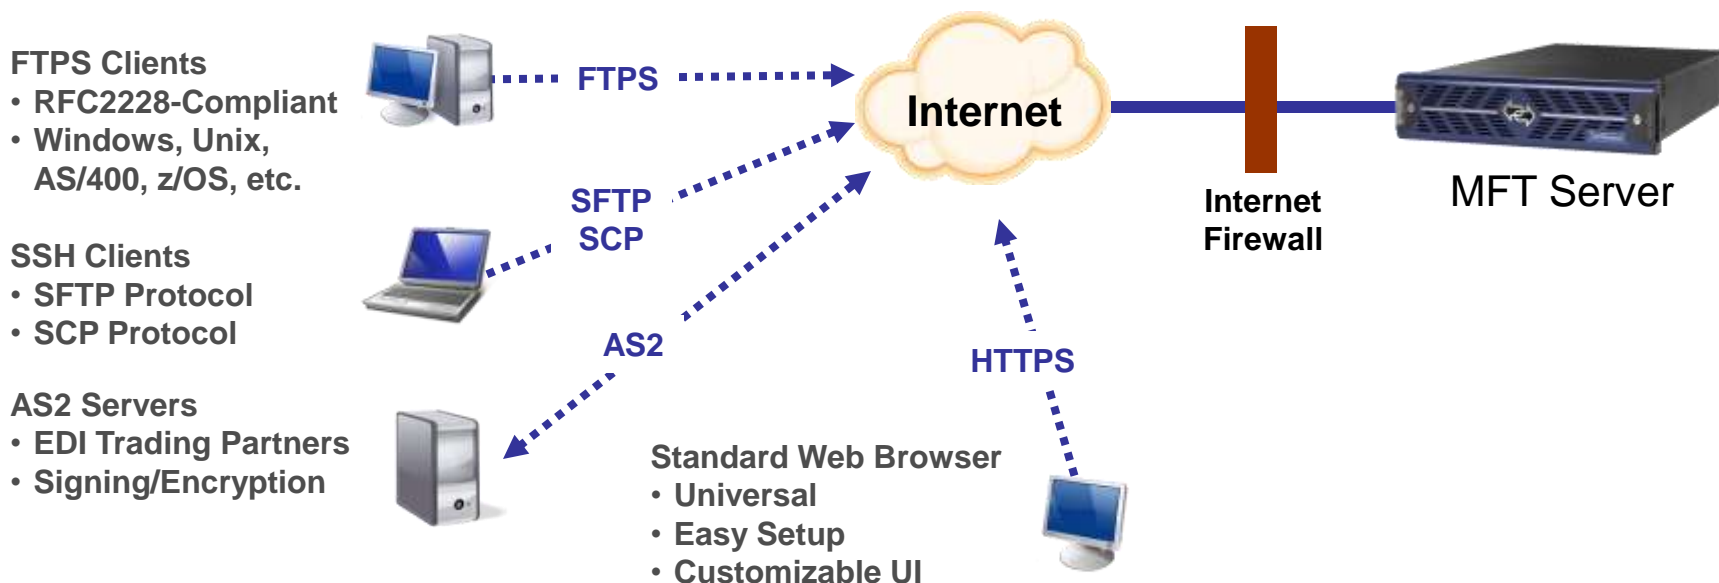 FTPS Clients
• RFC2228-Compliant
• Windows, Unix,
AS/400, z/OS, etc.
FTPS
Internet
SFTP
SCP
Internet
Firewall
MFT Server
SSH Clients
• SFTP Protocol
• SCP Protocol
AS2
HTTPS
AS2 Servers
• EDI Trading Partners
• Signing/Encryption
Standard Web Browser
• Universal
• Easy Setup
• Customizable UI